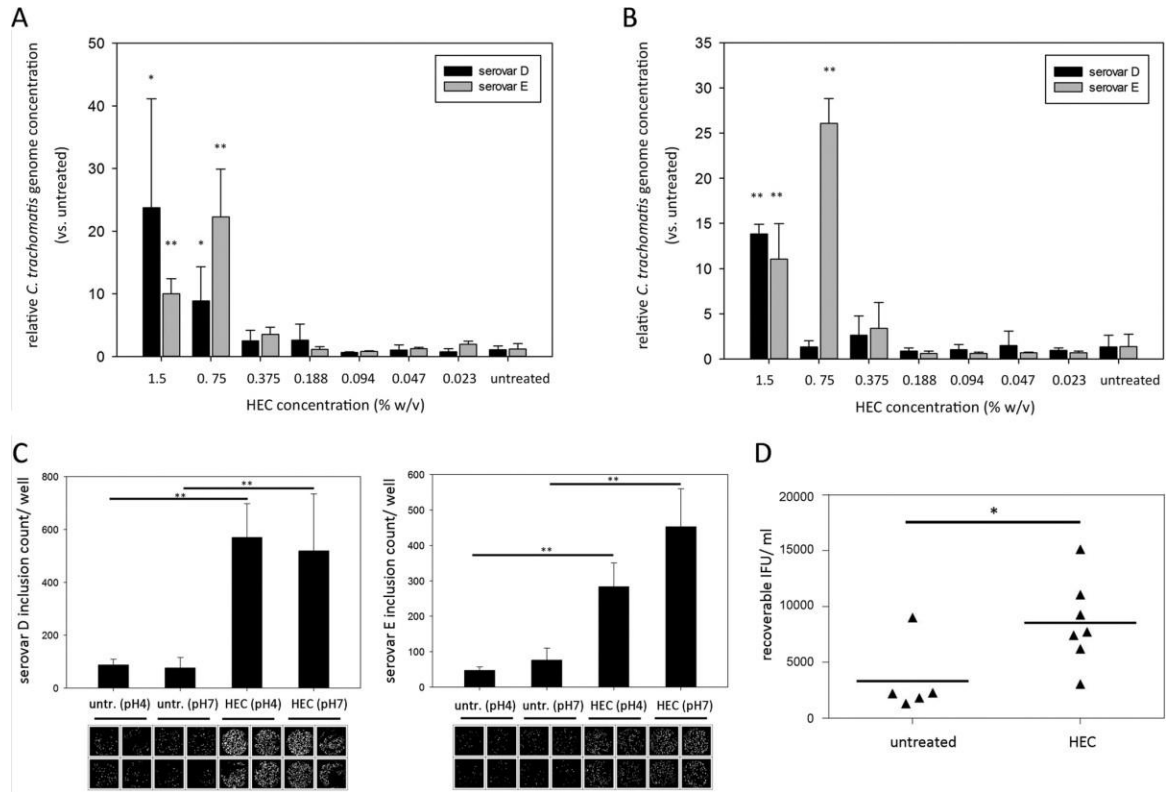 A
relative C. trachomatis genome concentration
(vs. untreated)
50
40
30
20
10
0
serovar D
serovar E
*
**
*
**
1.5 0. 75 0.375 0.188 0.094 0.047 0.023 untreated
HEC concentration (% w/v)
B
relative C. trachomatis genome concentration
(vs. untreated)
35
30
25
20
15
10
5
0
serovar D
serovar E
** **
**
1.5 0. 75 0.375 0.188 0.094 0.047 0.023 untreated
HEC concentration (% w/v)
C
serovar D inclusion count/ well
800
600
400
200
0
**
**
untr. (pH4) untr. (pH7) HEC (pH4) HEC (pH7)
serovar E inclusion count/ well
600
500
400
300
200
100
0
**
**
untr. (pH4) untr. (pH7) HEC (pH4) HEC (pH7)
D
recoverable IFU/ ml
20000
15000
10000
5000
0
*
untreated HEC